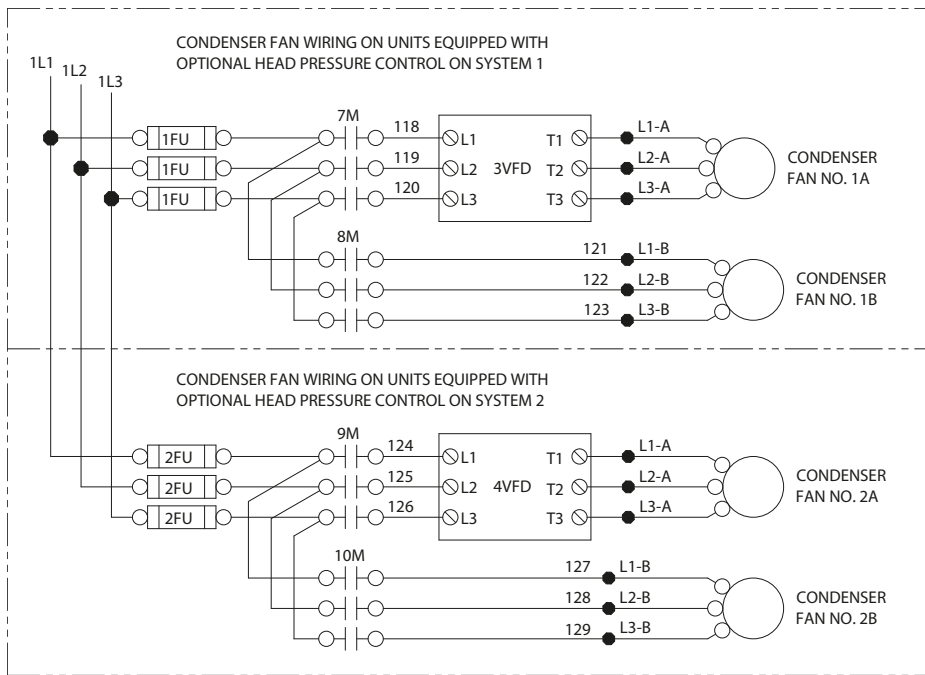 CONDENSER FAN WIRING ON UNITS EQUIPPED WITH
OPTIONAL HEAD PRESSURE CONTROL ON SYSTEM 1
1L1
1L2
1L3
7M
1FU
118
L1
T1
L1-A
1FU
119
L2
3VFD
T2
L2-A
1FU
120
L3
T3
L3-A
CONDENSER
FAN NO. 1A
8M
121
L1-B
122
L2-B
123
L3-B
CONDENSER
FAN NO. 1B
CONDENSER FAN WIRING ON UNITS EQUIPPED WITH
OPTIONAL HEAD PRESSURE CONTROL ON SYSTEM 2
9M
2FU
124
L1
T1
L1-A
2FU
125
L2
4VFD
T2
L2-A
2FU
126
L3
T3
L3-A
CONDENSER
FAN NO. 2A
10M
127
L1-B
128
L2-B
129
L3-B
CONDENSER
FAN NO. 2B